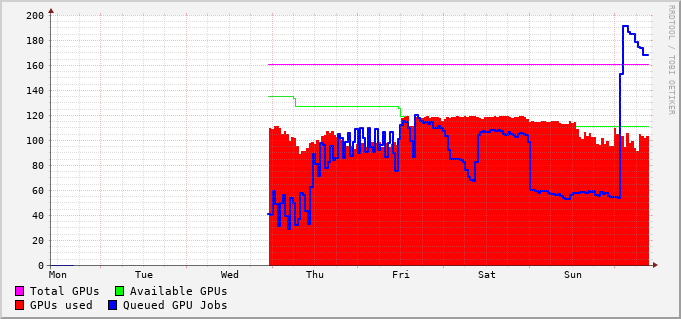 200
180
160
140
120
100
80
60
40
20
0
Mon Tue Wed Thu Fri Sat Sun
Total GPUs Available GPUs
GPUs used Queued GPU Jobs
RRDTOOL / TOBI OETIKER